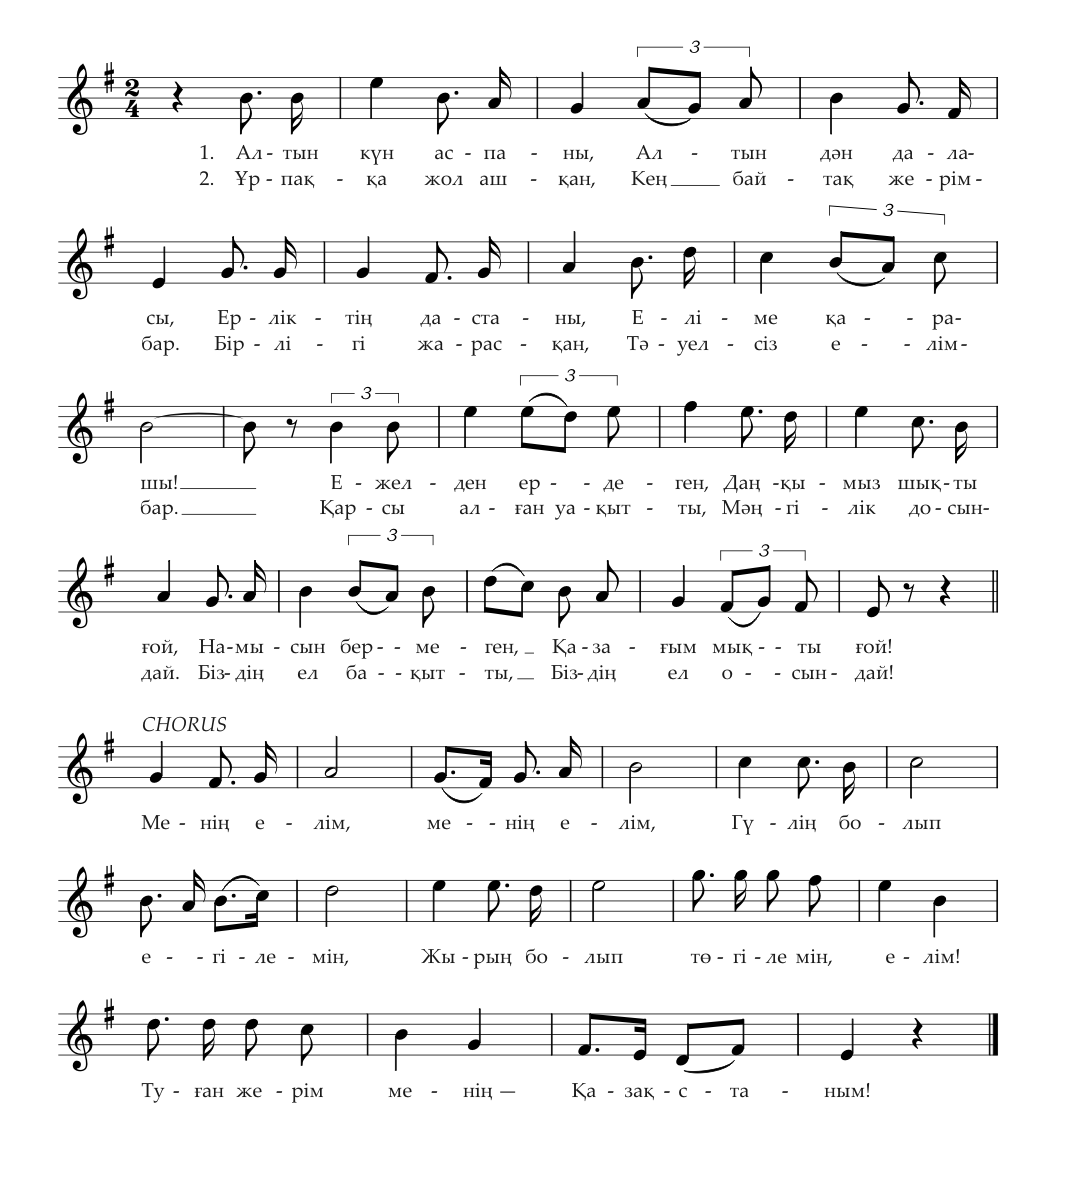 3
1. Ал - тын күн ас - па - ны, Ал - тын дән да - ла-
2. Ұр - пақ - қа жол аш - қан, Кең бай - тақ же - рім -
3
сы, Ер - лік - тің да - ста - ны, Е - лі - ме қа - - ра-
бар. Бір - лі - гі жа - рас - қан, Тә - уел - сіз е - - лім-
3 3
шы! Е - жел - ден ер - - де - ген, Даң -қы - мыз шық- ты
бар. Қар - сы ал - ған уа - қыт - ты, Мәң - гі - лік до - сын-
3 3
ғой, На-мы - сын бер - - ме - ген, Қа - за - ғым мық - - ты ғой!
дай. Біз- дің ел ба - - қыт - ты, Біз- дің ел о - - сын- дай!
CHORUS
Ме - нің е - лім, ме - - нің е - лім, Гү - лің бо - лып
е - - гі - ле - мін, Жы - рың бо - лып тө - гі - ле мін, е - лім!
Ту - ған же - рім ме - нің — Қа - зақ - с - та - ным!